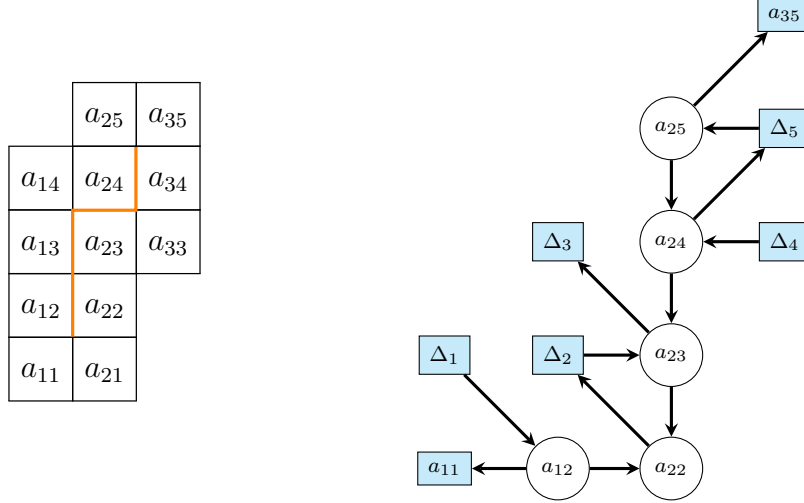 a₂₅ a₃₅
a₁₄ a₂₄ a₃₄
a₁₃ a₂₃ a₃₃
a₁₂ a₂₂
a₁₁ a₂₁
a₃₅
a₂₅ Δ₅
a₂₄ Δ₄
Δ₃
Δ₁ Δ₂ a₂₃
a₁₁ a₁₂ a₂₂